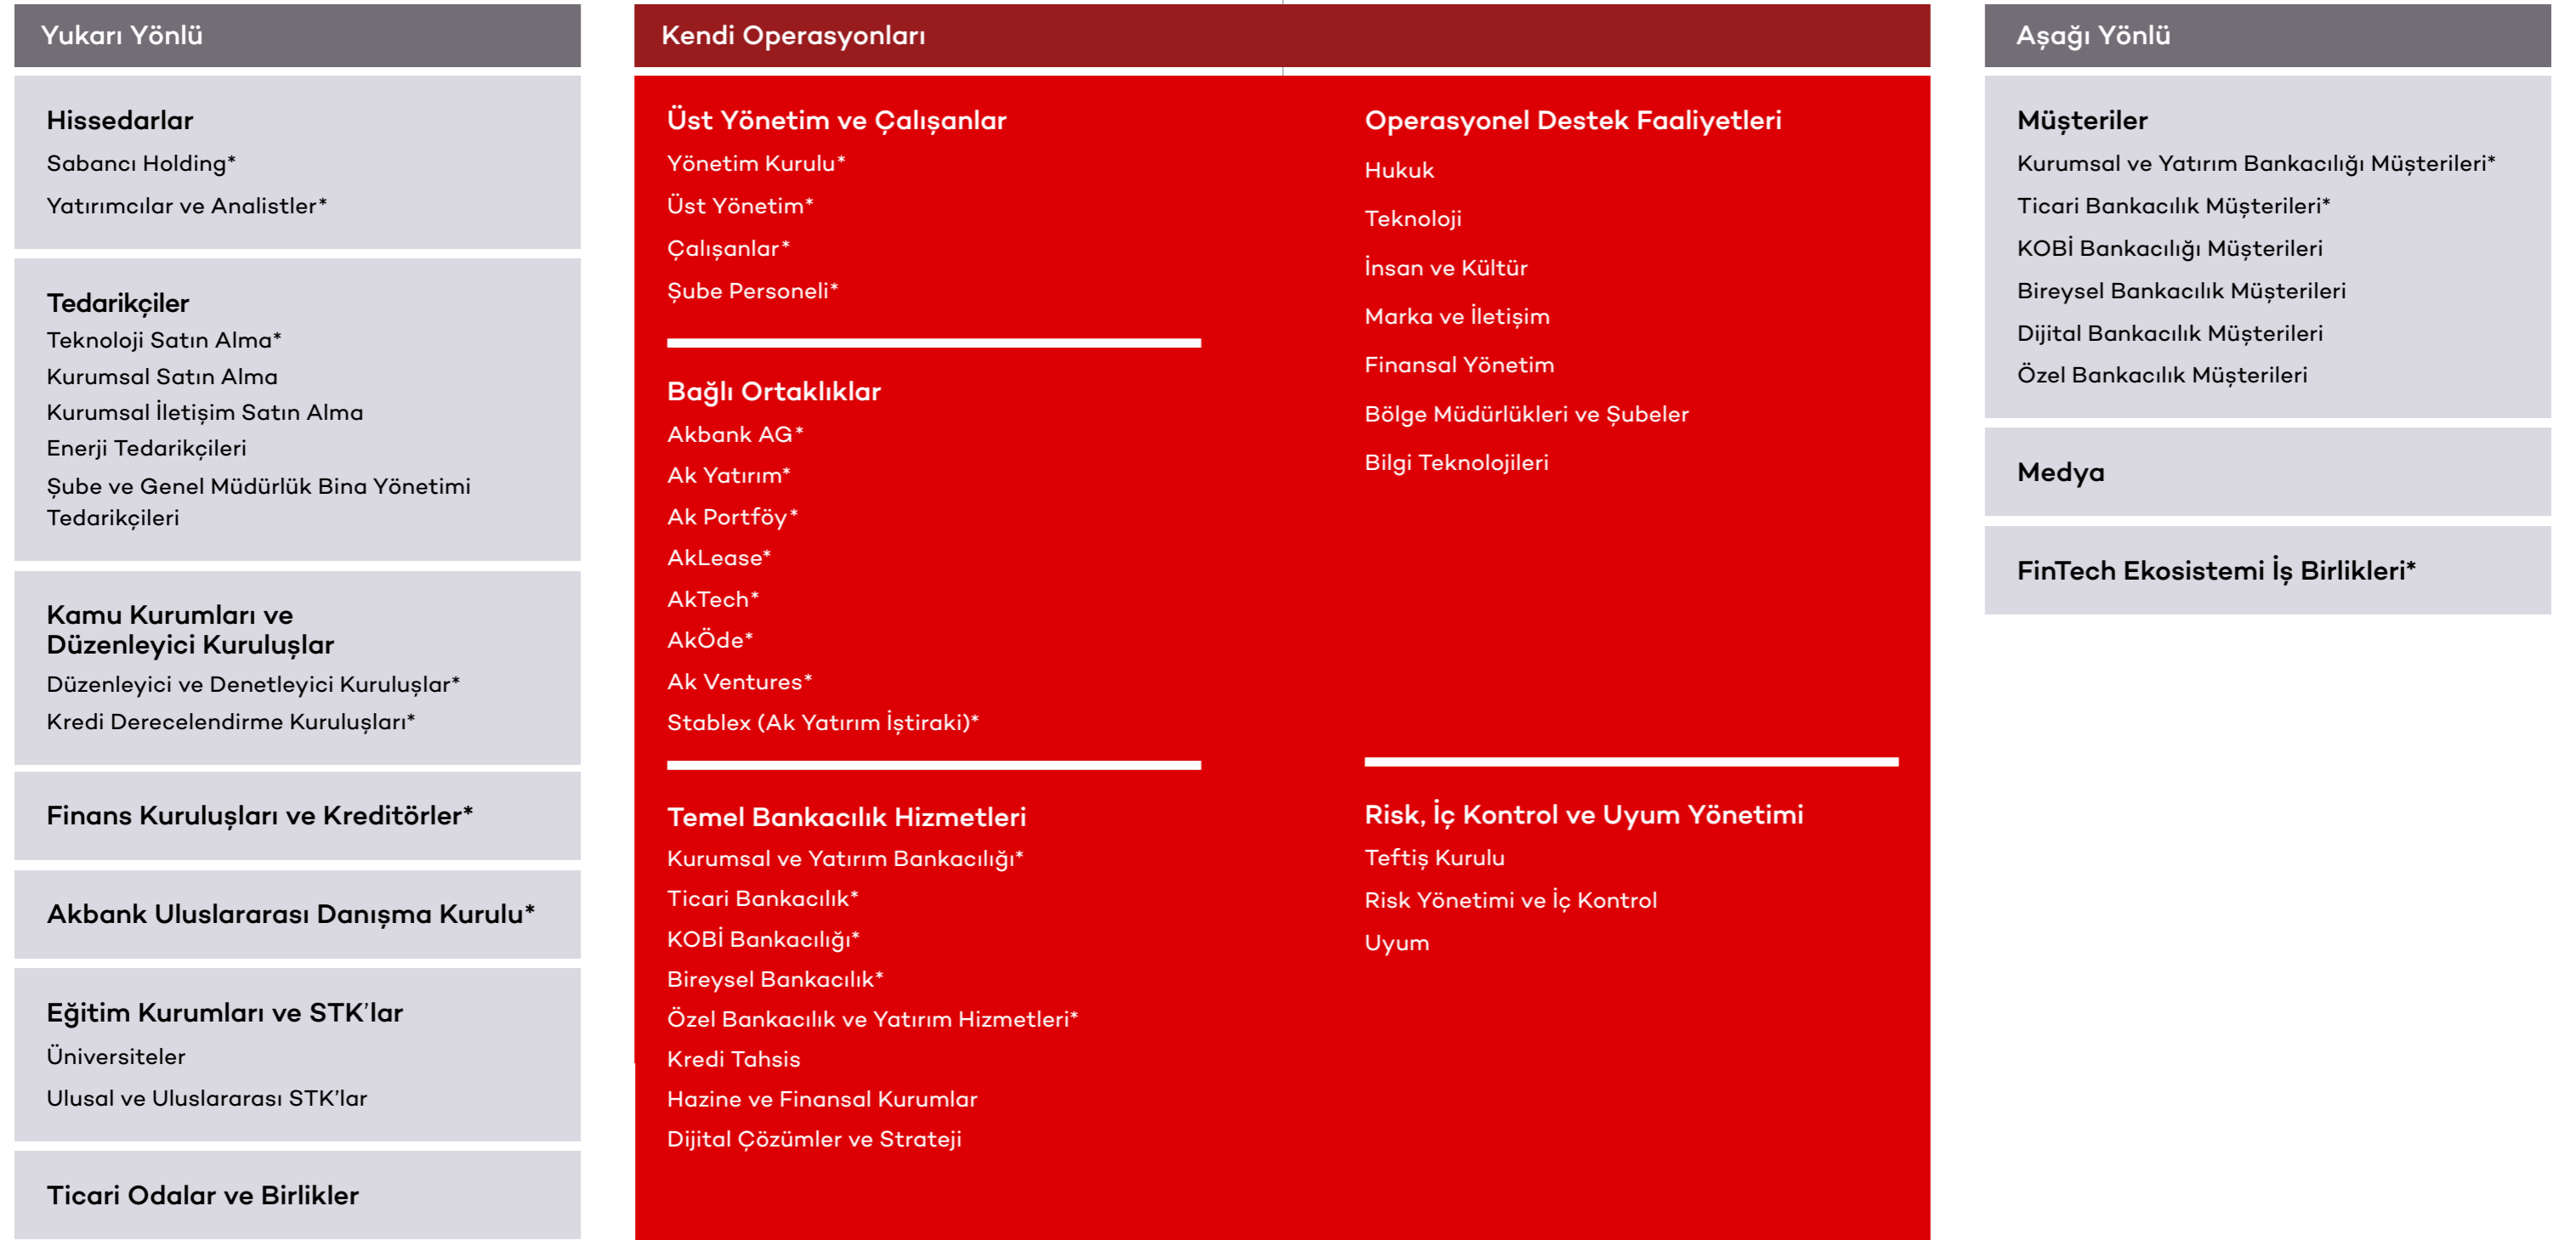 Yukarı Yönlü
Hissedarlar
Sabancı Holding*
Yatırımcılar ve Analistler*
Tedarikçiler
Teknoloji Satın Alma*
Kurumsal Satın Alma
Kurumsal İletişim Satın Alma
Enerji Tedarikçileri
Şube ve Genel Müdürlük Bina Yönetimi
Tedarikçileri
Kamu Kurumları ve
Düzenleyici Kuruluşlar
Düzenleyici ve Denetleyici Kuruluşlar*
Kredi Derecelendirme Kuruluşları*
Finans Kuruluşları ve Kreditörler*
Akbank Uluslararası Danışma Kurulu*
Eğitim Kurumları ve STK'lar
Üniversiteler
Ulusal ve Uluslararası STK'lar
Ticari Odalar ve Birlikler
Kendi Operasyonları
Üst Yönetim ve Çalışanlar
Yönetim Kurulu*
Üst Yönetim*
Çalışanlar*
Şube Personeli*
Bağlı Ortaklıklar
Akbank AG*
Ak Yatırım*
Ak Portföy*
AkLease*
AkTech*
AkÖde*
Ak Ventures*
Stablex (Ak Yatırım İştiraki)*
Temel Bankacılık Hizmetleri
Kurumsal ve Yatırım Bankacılığı*
Ticari Bankacılık*
KOBİ Bankacılığı*
Bireysel Bankacılık*
Özel Bankacılık ve Yatırım Hizmetleri*
Kredi Tahsis
Hazine ve Finansal Kurumlar
Dijital Çözümler ve Strateji
Operasyonel Destek Faaliyetleri
Hukuk
Teknoloji
İnsan ve Kültür
Marka ve İletişim
Finansal Yönetim
Bölge Müdürlükleri ve Şubeler
Bilgi Teknolojileri
Risk, İç Kontrol ve Uyum Yönetimi
Teftiş Kurulu
Risk Yönetimi ve İç Kontrol
Uyum
Aşağı Yönlü
Müşteriler
Kurumsal ve Yatırım Bankacılığı Müşterileri*
Ticari Bankacılık Müşterileri*
KOBİ Bankacılığı Müşterileri
Bireysel Bankacılık Müşterileri
Dijital Bankacılık Müşterileri
Özel Bankacılık Müşterileri
Medya
FinTech Ekosistemi İş Birlikleri*